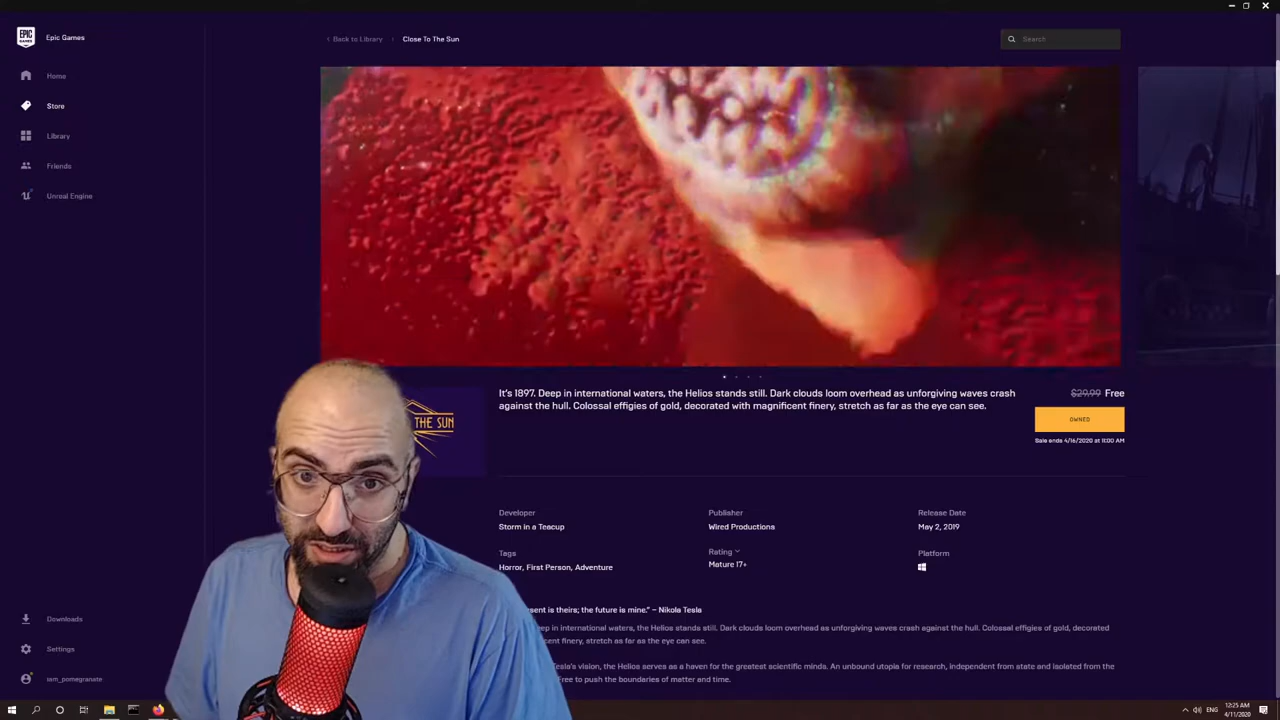 EPIC
GAMES
Epic Games
Home
Store
Library
Friends
Unreal Engine
Downloads
Settings
iam_pomegranate
Back to Library
Close To The Sun
Search
THE SUN
It's 1897. Deep in international waters, the Helios stands still. Dark clouds loom overhead as unforgiving waves crash
against the hull. Colossal effigies of gold, decorated with magnificent finery, stretch as far as the eye can see.
$29.99 Free
OWNED
Sale ends 4/16/2020 at 11:00 AM
Developer
Storm in a Teacup
Publisher
Wired Productions
Release Date
May 2, 2019
Tags
Horror, First Person, Adventure
Rating
Mature 17+
Platform
is theirs; the future is mine." – Nikola Tesla
in international waters, the Helios stands still. Dark clouds loom overhead as unforgiving waves crash against the hull. Colossal effigies of gold, decorated
finery, stretch as far as the eye can see.
Tesla's vision, the Helios serves as a haven for the greatest scientific minds. An unbound utopia for research, independent from state and isolated from the
Free to push the boundaries of matter and time.
ENG
12:25 AM
4/11/2020